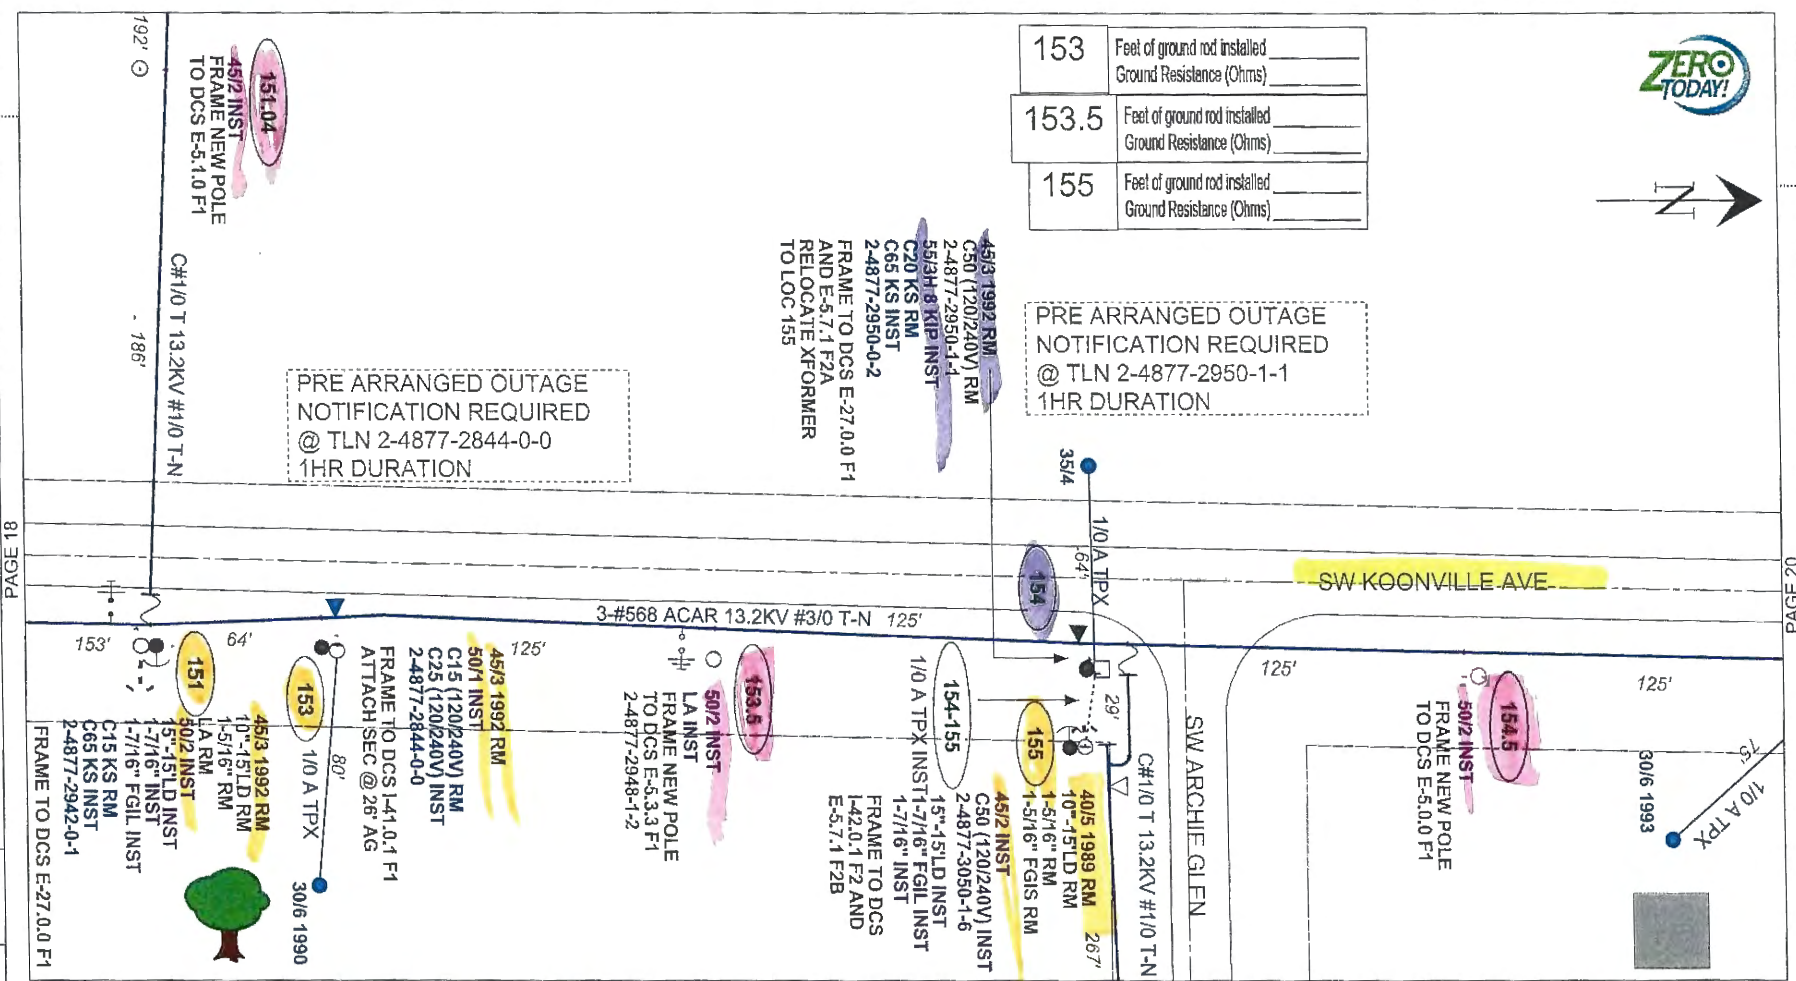 153
Feet of ground rod installed
Ground Resistance (Ohms)
153.5
Feet of ground rod installed
Ground Resistance (Ohms)
155
Feet of ground rod installed
Ground Resistance (Ohms)
ZERO
TODAY!
N
192'
151.04
45/2 INST
FRAME NEW POLE
TO DCS E-5.1.0 F1
C#1/0 T 13.2KV #1/0 T-N
186'
PRE ARRANGED OUTAGE
NOTIFICATION REQUIRED
@ TLN 2-4877-2844-0-0
1HR DURATION
45/3 1992 RM
C50 (120/240V) RM
2-4877-2950-1-1
55/3H 8 KIP INST
C20 KS RM
C65 KS INST
2-4877-2950-0-2
FRAME TO DCS E-27.0.0 F1
AND E-5.7.1 F2A
RELOCATE XFORMER
TO LOC 155
PRE ARRANGED OUTAGE
NOTIFICATION REQUIRED
@ TLN 2-4877-2950-1-1
1HR DURATION
35/4
1/0 A TPX
64'
154
SW KOONVILLE AVE
PAGE 18
PAGE 20
3-#568 ACAR 13.2KV #3/0 T-N
125'
153'
64'
125'
125'
125'
151
45/3 1992 RM
10"-15'LD RM
1-5/16" RM
LA RM
50/2 INST
15"-15'LD INST
1-7/16" INST
1-7/16" FGIL INST
C15 KS RM
C65 KS INST
2-4877-2942-0-1
FRAME TO DCS E-27.0.0 F1
153
1/0 A TPX
80'
30/6 1990
45/3 1992 RM
50/1 INST
C15 (120/240V) RM
C25 (120/240V) INST
2-4877-2844-0-0
FRAME TO DCS I-41.0.1 F1
ATTACH SEC @ 26' AG
153.5
50/2 INST
LA INST
FRAME NEW POLE
TO DCS E-5.3.3 F1
2-4877-2948-1-2
154-155
1/0 A TPX INST
29'
155
40/5 1989 RM
10"-15'LD RM
1-5/16" RM
1-5/16" FGIS RM
45/2 INST
C50 (120/240V) INST
2-4877-3050-1-6
15"-15'LD INST
1-7/16" FGIL INST
1-7/16" INST
FRAME TO DCS
I-42.0.1 F2 AND
E-5.7.1 F2B
267'
C#1/0 T 13.2KV #1/0 T-N
SW ARCHIE GLEN
154.5
50/2 INST
FRAME NEW POLE
TO DCS E-5.0.0 F1
30/6 1993
75'
1/0 A TPX